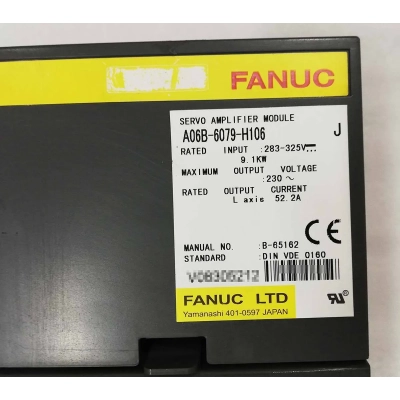 FANUC
SERVO AMPLIFIER MODULE
A06B-6079-H106 J
RATED INPUT :283-325V⎓
9.1KW
MAXIMUM OUTPUT VOLTAGE
:230～
RATED OUTPUT CURRENT
L axis 52.2A
MANUAL NO. :B-65162
STANDARD :DIN VDE 0160
CE
FANUC LTD
Yamanashi 401-0597 JAPAN